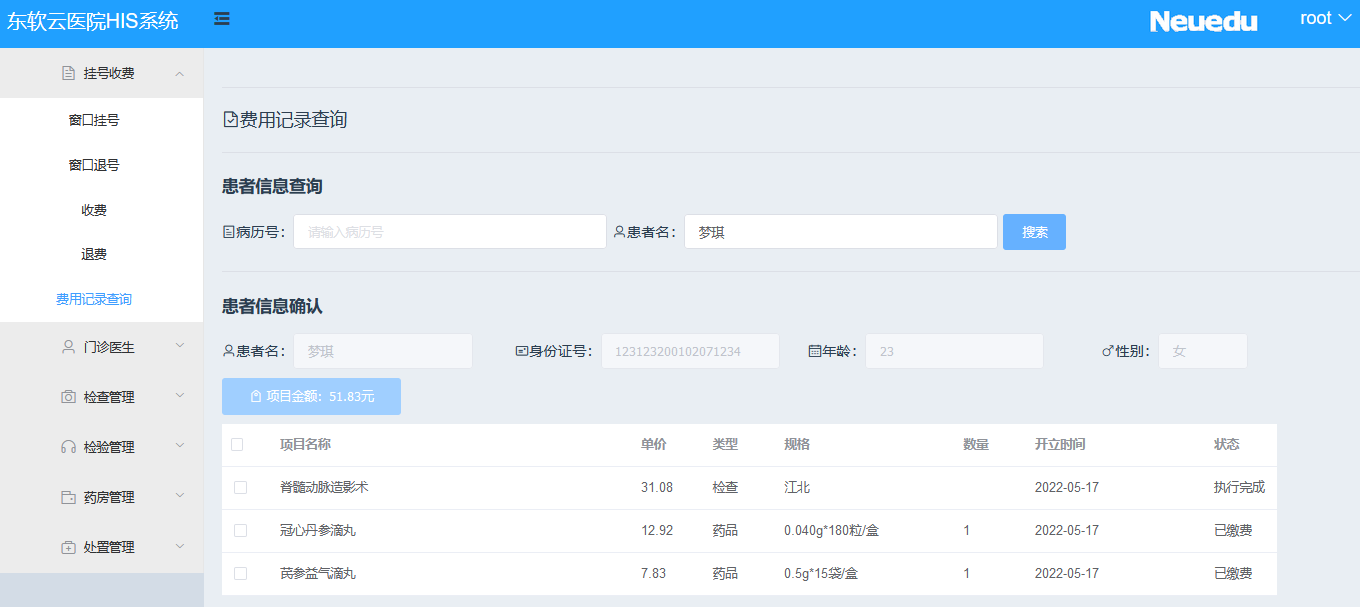 东软云医院HIS系统
Neuedu
root
挂号收费
窗口挂号
窗口退号
收费
退费
费用记录查询
门诊医生
检查管理
检验管理
药房管理
处置管理
费用记录查询
患者信息查询
病历号： 请输入病历号 患者名： 梦琪 搜索
患者信息确认
患者名： 梦琪 身份证号： 123123200102071234 年龄： 23 性别： 女
项目金额：51.83元
项目名称 单价 类型 规格 数量 开立时间 状态
脊髓动脉造影术 31.08 检查 江北 2022-05-17 执行完成
冠心丹参滴丸 12.92 药品 0.040g*180粒/盒 1 2022-05-17 已缴费
芪参益气滴丸 7.83 药品 0.5g*15袋/盒 1 2022-05-17 已缴费